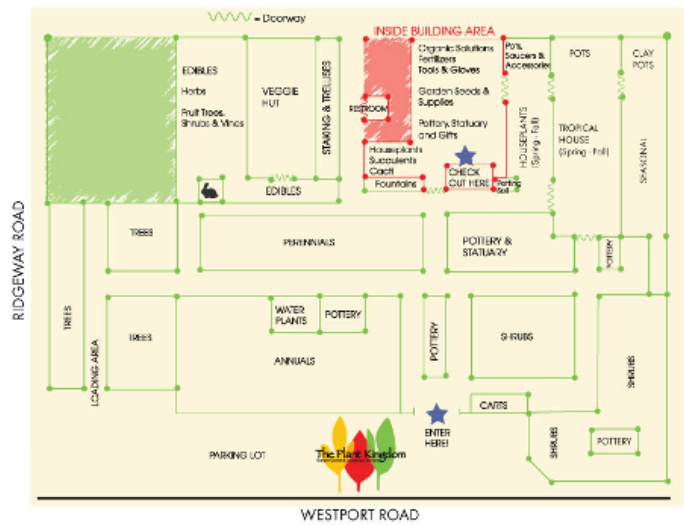 = Doorway
INSIDE BUILDING AREA
EDIBLES
Herbs
Fruit Trees,
Shrubs & Vines
VEGGIE
HUT
STAKING & TRELLISES
EDIBLES
RESTROOM
Organic Solutions
Fertilizers
Tools & Gloves
Garden Seeds &
Supplies
Pottery, Statuary
and Gifts
Houseplants
Succulents
Cacti
Fountains
CHECK
OUT HERE
Potting
Soil
Pots,
Saucers &
Accessories
HOUSEPLANTS
(Spring - Fall)
POTS
TROPICAL
HOUSE
(Spring - Fall)
CLAY
POTS
SEASONAL
RIDGEWAY ROAD
TREES
PERENNIALS
POTTERY &
STATUARY
POTTERY
TREES
LOADING AREA
TREES
WATER
PLANTS
POTTERY
ANNUALS
POTTERY
SHRUBS
SHRUBS
CARTS
ENTER
HERE!
SHRUBS
POTTERY
PARKING LOT
The Plant Kingdom
WESTPORT ROAD